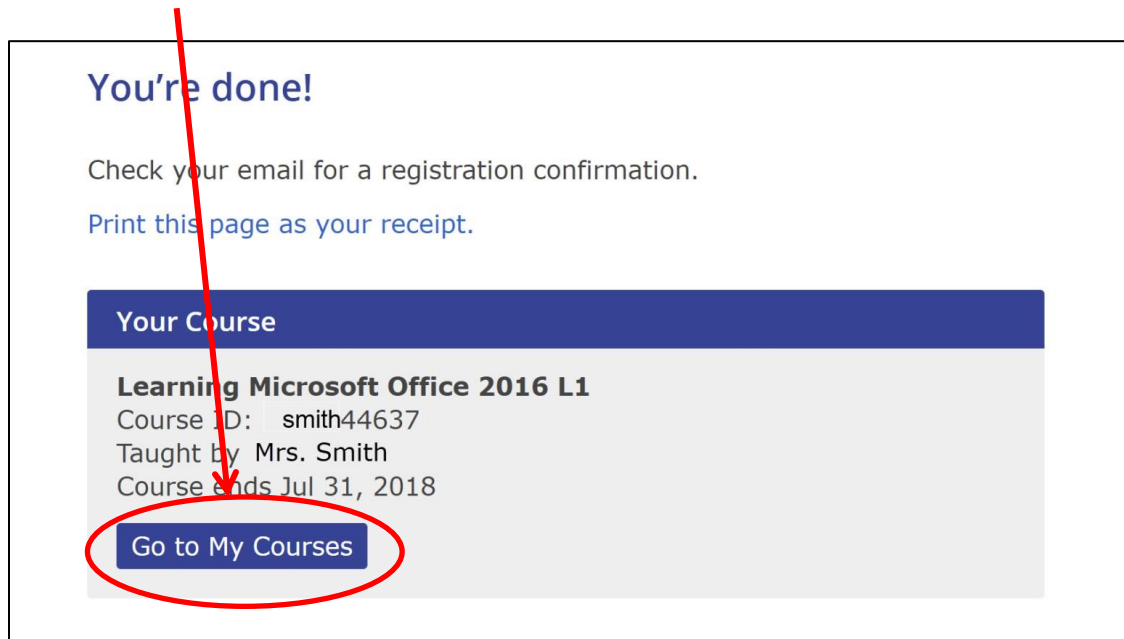 You're done!
Check your email for a registration confirmation.
Print this page as your receipt.
Your Course
Learning Microsoft Office 2016 L1
Course ID: smith44637
Taught by Mrs. Smith
Course ends Jul 31, 2018
Go to My Courses